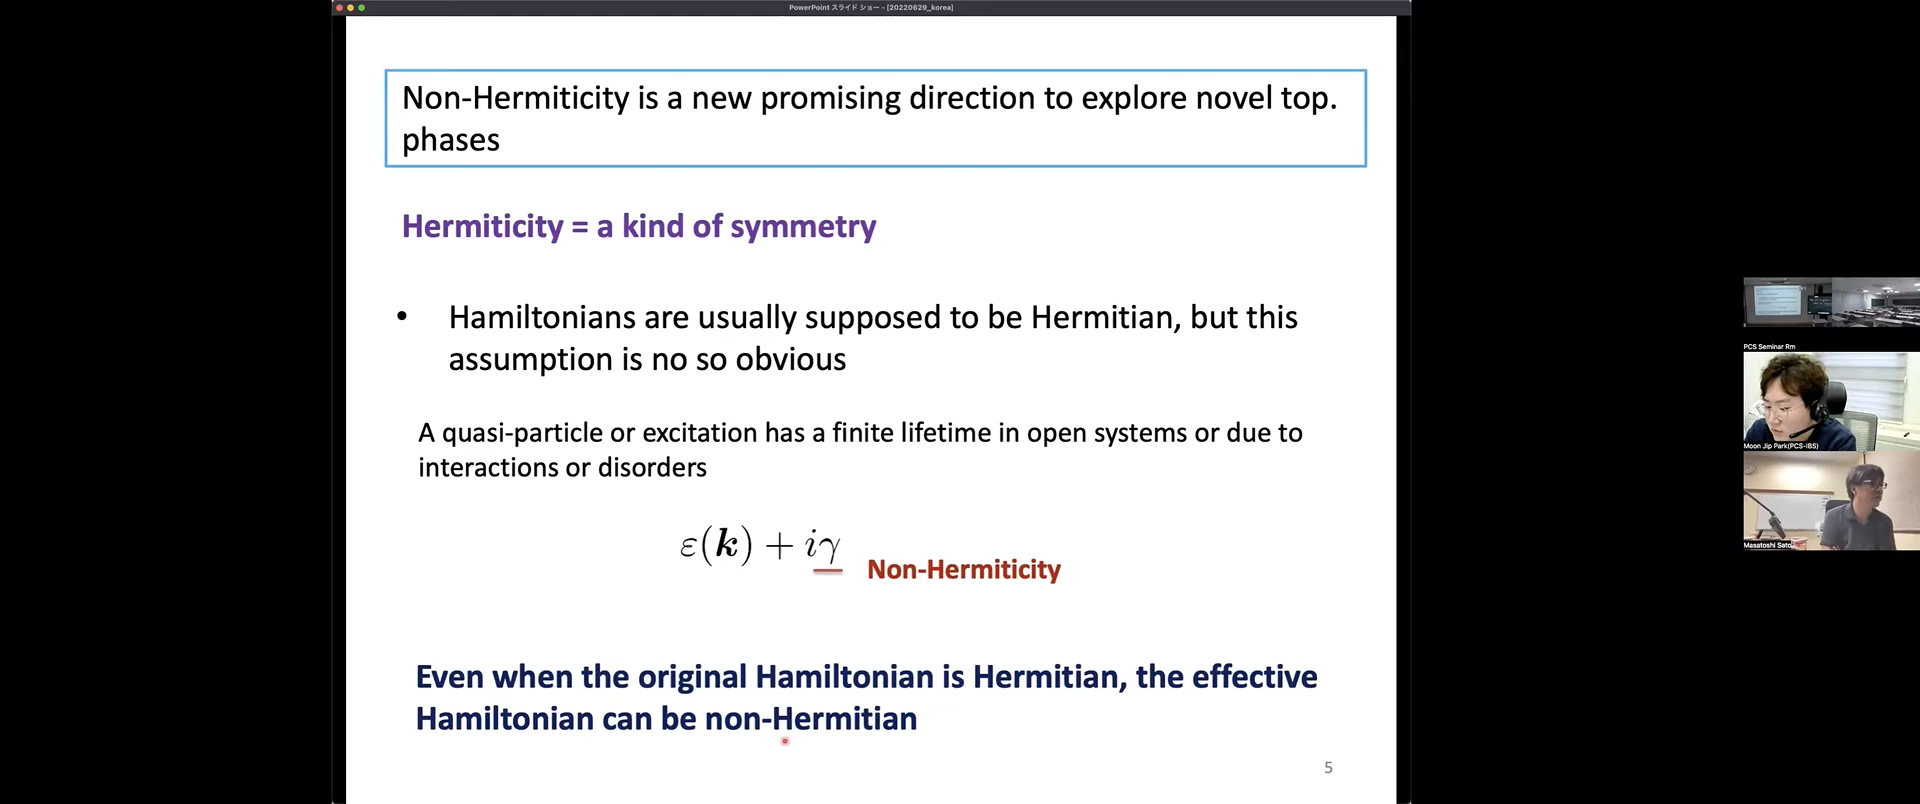 PowerPoint スライド ショー - [20220629_korea]
Non-Hermiticity is a new promising direction to explore novel top.
phases
Hermiticity = a kind of symmetry
• Hamiltonians are usually supposed to be Hermitian, but this
assumption is no so obvious
A quasi-particle or excitation has a finite lifetime in open systems or due to
interactions or disorders
ε(k) + iγ
Non-Hermiticity
Even when the original Hamiltonian is Hermitian, the effective
Hamiltonian can be non-Hermitian
5
PCS Seminar Rm
Moon Jip Park(PCS-IBS)
Masatoshi Sato